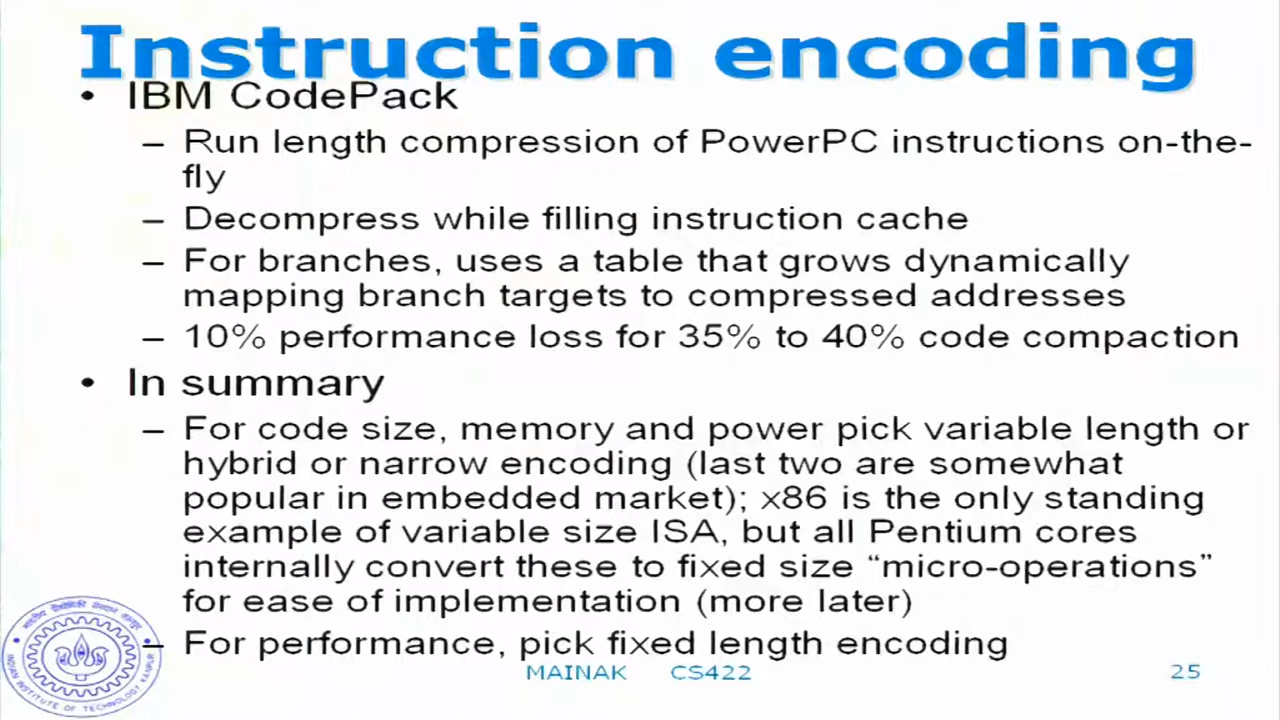 Instruction encoding
• IBM CodePack
– Run length compression of PowerPC instructions on-the-
fly
– Decompress while filling instruction cache
– For branches, uses a table that grows dynamically
mapping branch targets to compressed addresses
– 10% performance loss for 35% to 40% code compaction
• In summary
– For code size, memory and power pick variable length or
hybrid or narrow encoding (last two are somewhat
popular in embedded market); x86 is the only standing
example of variable size ISA, but all Pentium cores
internally convert these to fixed size “micro-operations”
for ease of implementation (more later)
– For performance, pick fixed length encoding
MAINAK CS422 25
INDIAN INSTITUTE OF TECHNOLOGY KANPUR